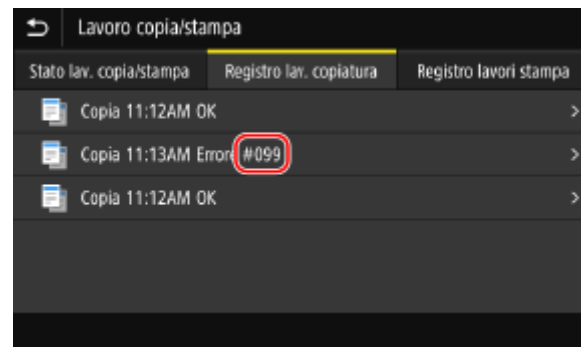 Lavoro copia/stampa
Stato lav. copia/stampa Registro lav. copiatura Registro lavori stampa
Copia 11:12AM OK
Copia 11:13AM Errore #099
Copia 11:12AM OK